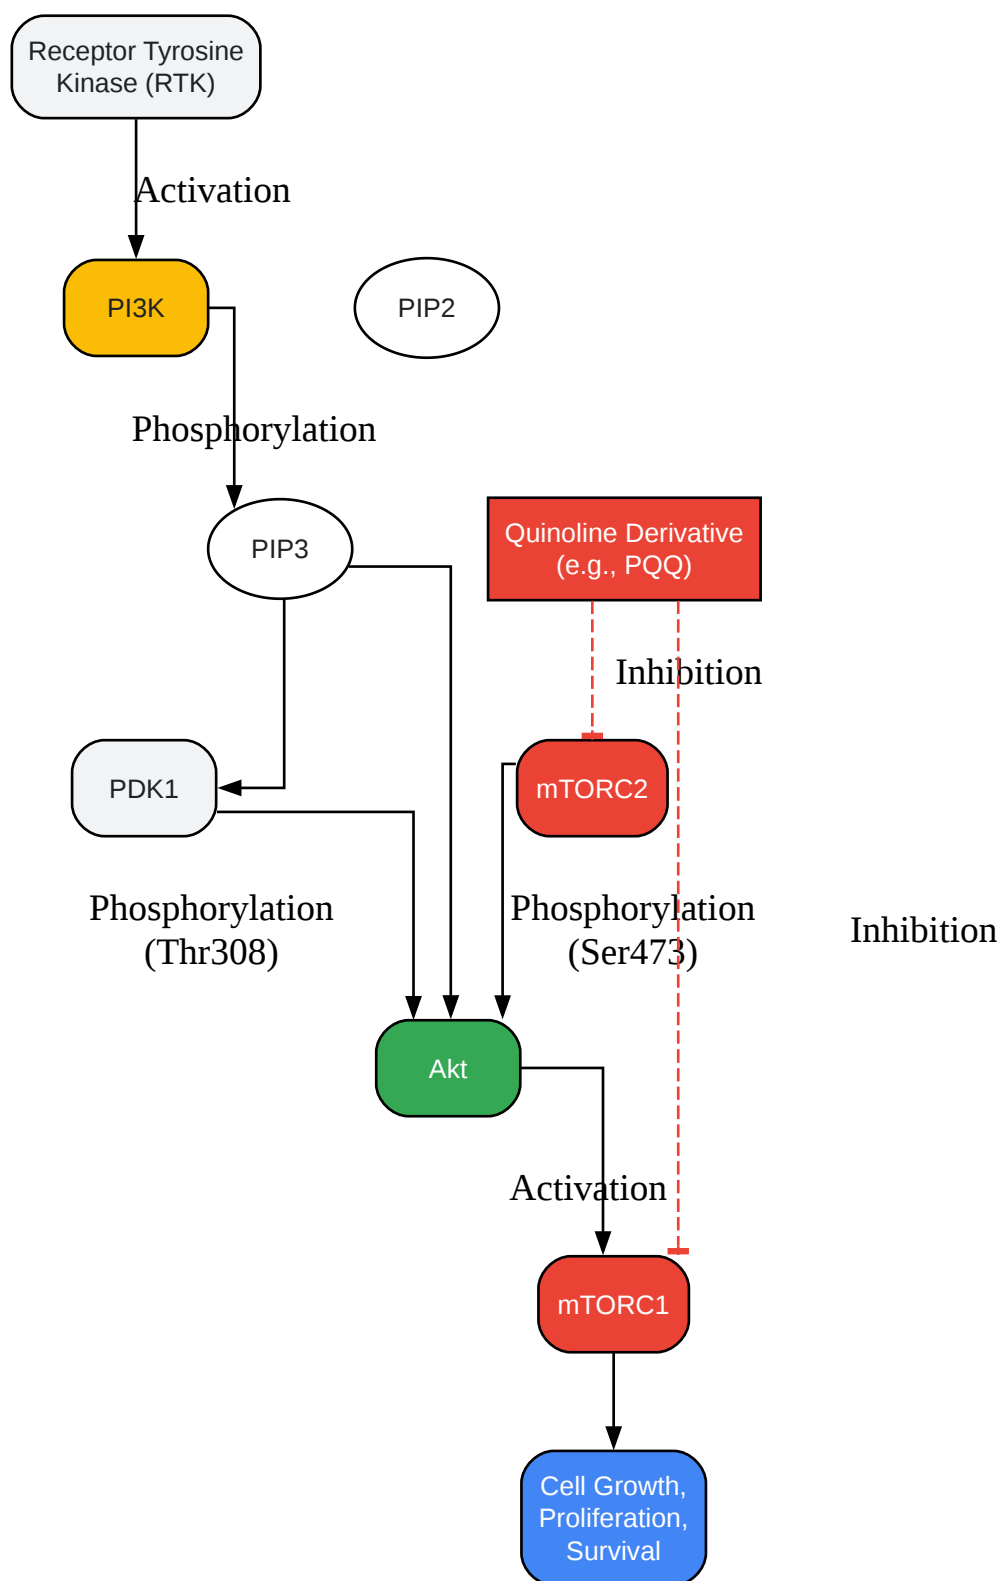 Receptor Tyrosine
Kinase (RTK)
Activation
PI3K
PIP2
Phosphorylation
PIP3
Quinoline Derivative
(e.g., PQQ)
Inhibition
PDK1
mTORC2
Phosphorylation
(Thr308)
Phosphorylation
(Ser473)
Inhibition
Akt
Activation
mTORC1
Cell Growth,
Proliferation,
Survival